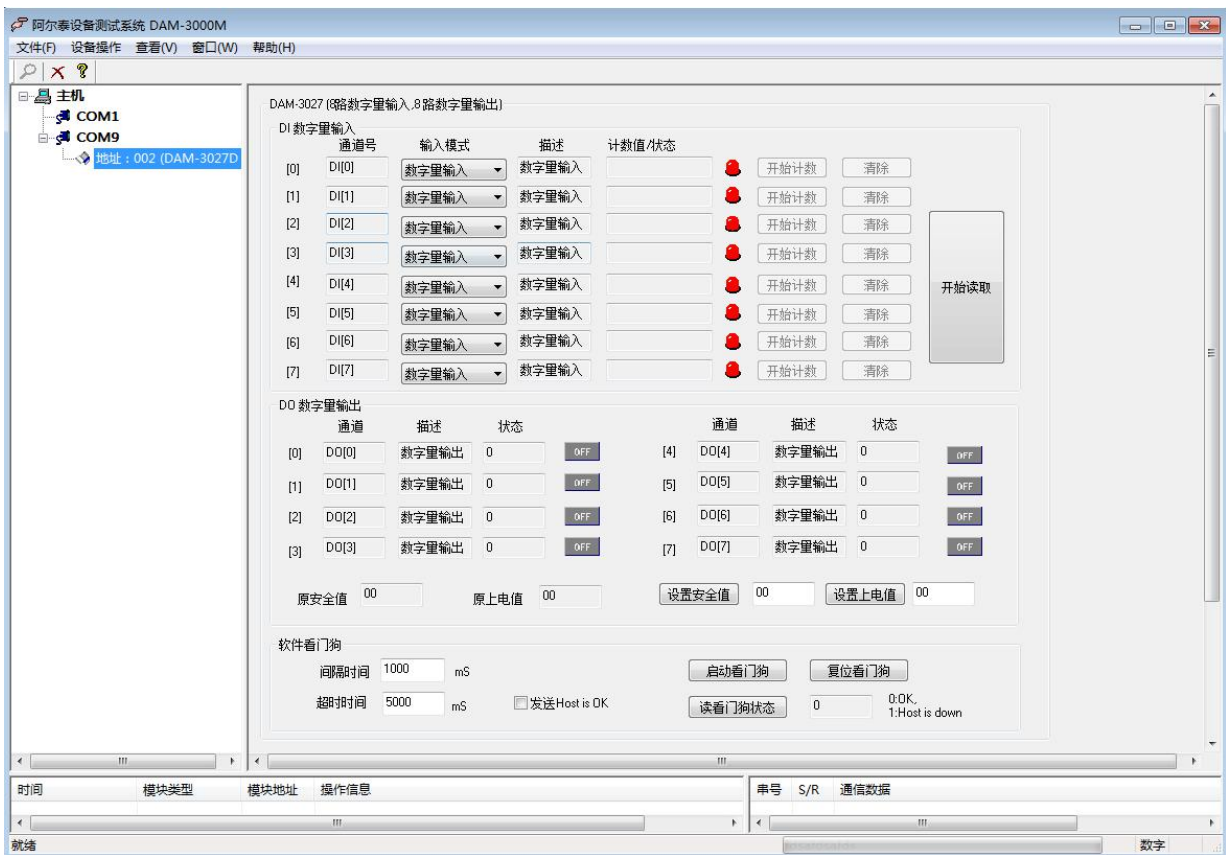 阿尔泰设备测试系统 DAM-3000M
文件(F) 设备操作 查看(V) 窗口(W) 帮助(H)
主机
COM1
COM9
地址:002 (DAM-3027D
DAM-3027 (8路数字量输入,8路数字量输出)
DI 数字量输入
通道号 输入模式 描述 计数值/状态
[0] DI[0] 数字量输入 数字量输入 开始计数 清除
[1] DI[1] 数字量输入 数字量输入 开始计数 清除
[2] DI[2] 数字量输入 数字量输入 开始计数 清除
[3] DI[3] 数字量输入 数字量输入 开始计数 清除
[4] DI[4] 数字量输入 数字量输入 开始计数 清除
开始读取
[5] DI[5] 数字量输入 数字量输入 开始计数 清除
[6] DI[6] 数字量输入 数字量输入 开始计数 清除
[7] DI[7] 数字量输入 数字量输入 开始计数 清除
DO 数字量输出
通道 描述 状态 通道 描述 状态
[0] DO[0] 数字量输出 0 OFF [4] DO[4] 数字量输出 0 OFF
[1] DO[1] 数字量输出 0 OFF [5] DO[5] 数字量输出 0 OFF
[2] DO[2] 数字量输出 0 OFF [6] DO[6] 数字量输出 0 OFF
[3] DO[3] 数字量输出 0 OFF [7] DO[7] 数字量输出 0 OFF
原安全值 00 原上电值 00 设置安全值 00 设置上电值 00
软件看门狗
间隔时间 1000 mS 启动看门狗 复位看门狗
超时时间 5000 mS 发送Host is OK 读看门狗状态 0 0:OK,
1:Host is down
时间 模块类型 模块地址 操作信息 串号 S/R 通信数据
就绪 数字